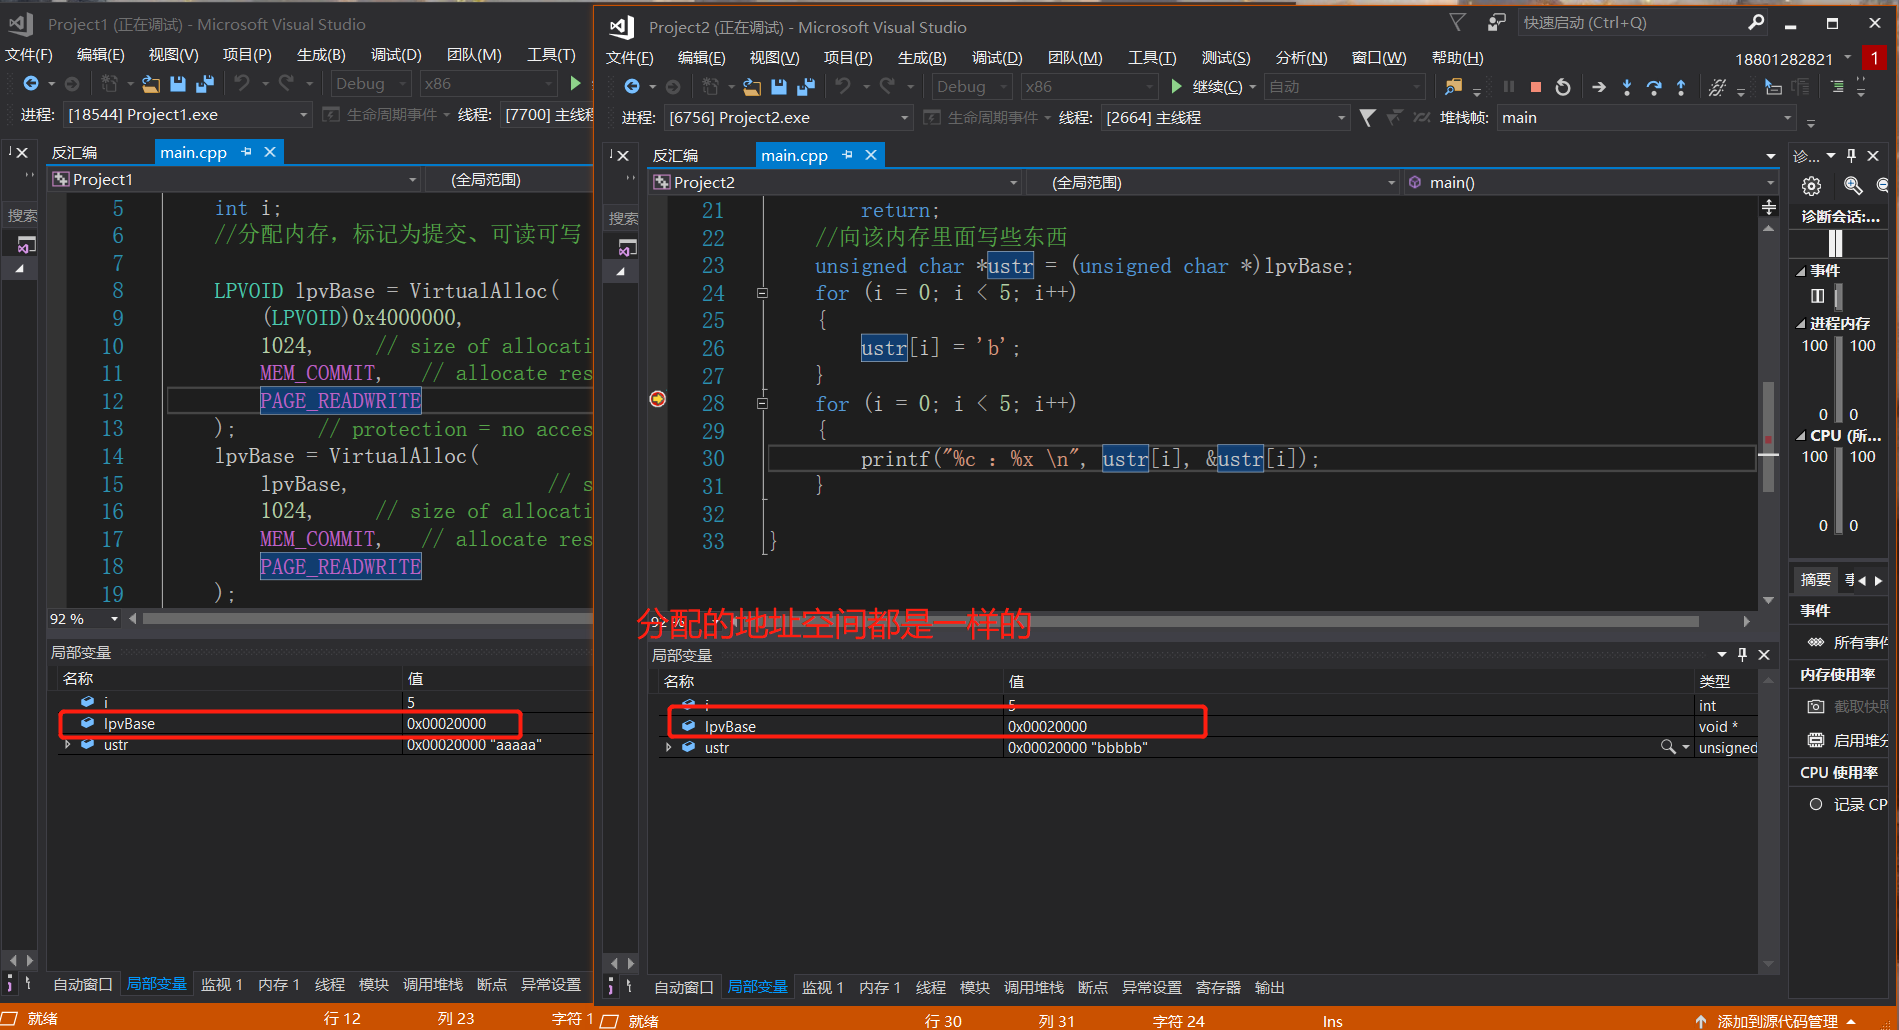 Project1 (正在调试) - Microsoft Visual Studio
文件(F) 编辑(E) 视图(V) 项目(P) 生成(B) 调试(D) 团队(M) 工具(T)
Debug x86
进程: [18544] Project1.exe 生命周期事件 线程: [7700] 主线程
反汇编 main.cpp
Project1 (全局范围)
搜索
5 int i;
6 //分配内存，标记为提交、可读可写
7
8 LPVOID lpvBase = VirtualAlloc(
9 (LPVOID)0x4000000,
10 1024, // size of allocati
11 MEM_COMMIT, // allocate res
12 PAGE_READWRITE
13 ); // protection = no acces
14 lpvBase = VirtualAlloc(
15 lpvBase, // s
16 1024, // size of allocati
17 MEM_COMMIT, // allocate res
18 PAGE_READWRITE
19 );
92 %
局部变量
名称 值
i 5
lpvBase 0x00020000
ustr 0x00020000 "aaaaa"
自动窗口 局部变量 监视 1 内存 1 线程 模块 调用堆栈 断点 异常设置
就绪 行 12 列 23 字符 1
Project2 (正在调试) - Microsoft Visual Studio
快速启动 (Ctrl+Q)
文件(F) 编辑(E) 视图(V) 项目(P) 生成(B) 调试(D) 团队(M) 工具(T) 测试(S) 分析(N) 窗口(W) 帮助(H)
18801282821 1
Debug x86 继续(C) 自动
进程: [6756] Project2.exe 生命周期事件 线程: [2664] 主线程 堆栈帧: main
反汇编 main.cpp
Project2 (全局范围) main()
搜索
21 return;
22 //向该内存里面写些东西
23 unsigned char *ustr = (unsigned char *)lpvBase;
24 for (i = 0; i < 5; i++)
25 {
26 ustr[i] = 'b';
27 }
28 for (i = 0; i < 5; i++)
29 {
30 printf("%c : %x \n", ustr[i], &ustr[i]);
31 }
32
33 }
92 %
分配的地址空间都是一样的
局部变量
名称 值 类型
i 5 int
lpvBase 0x00020000 void *
ustr 0x00020000 "bbbbb" unsigned
自动窗口 局部变量 监视 1 内存 1 线程 模块 调用堆栈 断点 异常设置 寄存器 输出
就绪 行 30 列 31 字符 24 Ins 添加到源代码管理
诊...
诊断会话:...
事件
进程内存
100 100
0 0
CPU (所...
100 100
0 0
摘要 事
事件
所有事件
内存使用率
截取快照
启用堆分
CPU 使用率
记录 CP